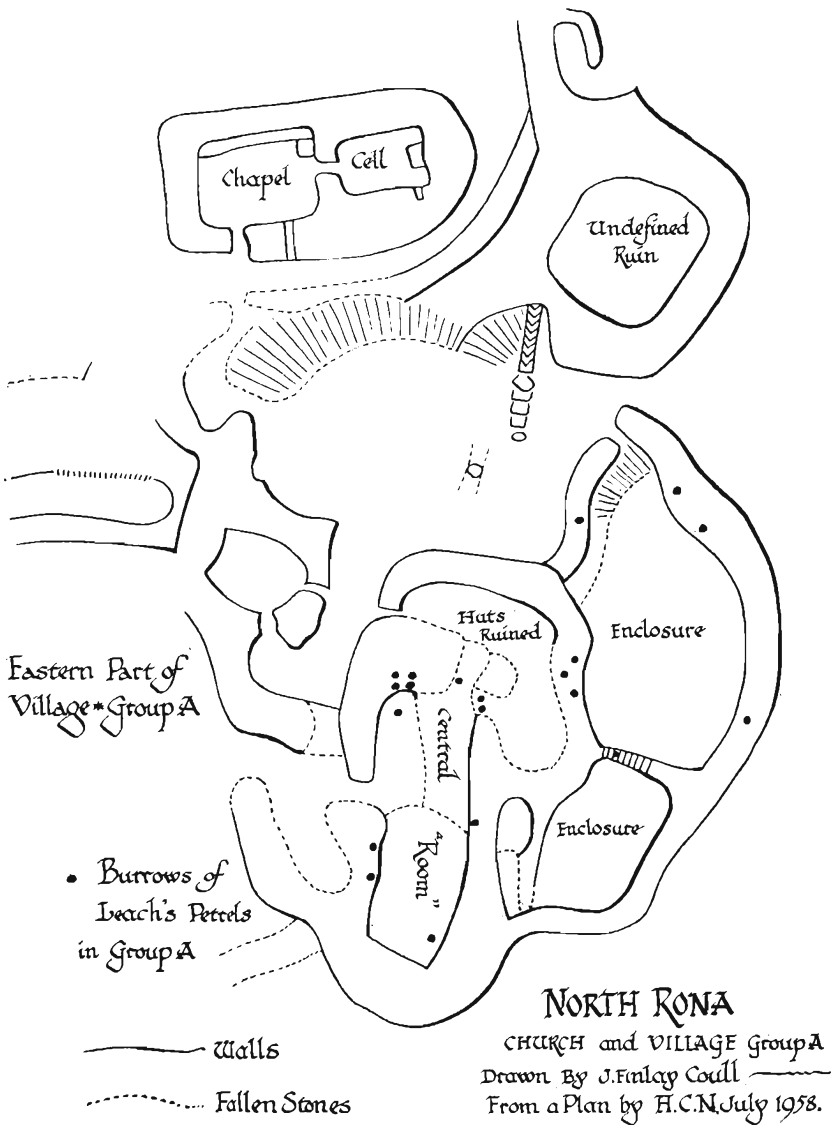 Chapel
Cell
Undefined
Ruin
Huts
Ruined
Enclosure
Eastern Part of
Village * Group A
Central
"Room"
Enclosure
• Burrows of
Leach's Petrels
in Group A
Walls
Fallen Stones
NORTH RONA
CHURCH and VILLAGE Group A
Drawn By J. Finlay Coull
From a Plan by H.C.N. July 1958.